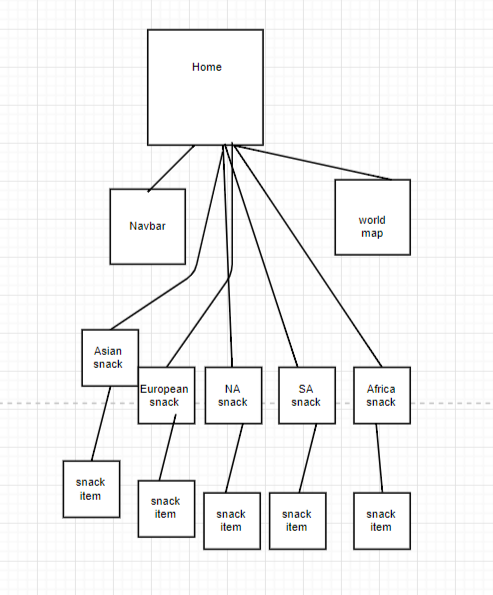 Home
Navbar
world
map
Asian
snack
European
snack
NA
snack
SA
snack
Africa
snack
snack
item
snack
item
snack
item
snack
item
snack
item